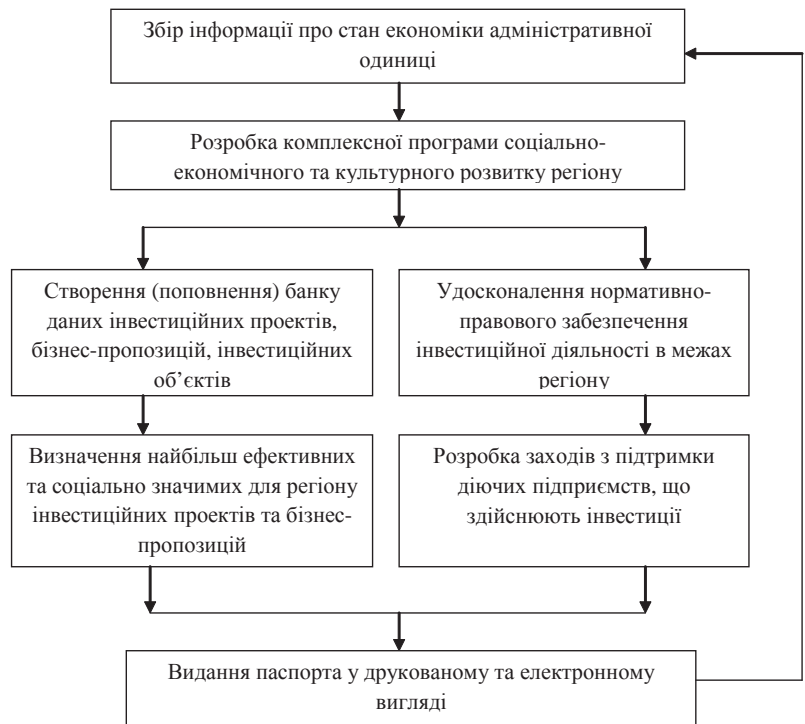 Збір інформації про стан економіки адміністративної
одиниці
Розробка комплексної програми соціально-
економічного та культурного розвитку регіону
Створення (поповнення) банку
даних інвестиційних проектів,
бізнес-пропозицій, інвестиційних
об’єктів
Удосконалення нормативно-
правового забезпечення
інвестиційної діяльності в межах
регіону
Визначення найбільш ефективних
та соціально значимих для регіону
інвестиційних проектів та бізнес-
пропозицій
Розробка заходів з підтримки
діючих підприємств, що
здійснюють інвестиції
Видання паспорта у друкованому та електронному
вигляді